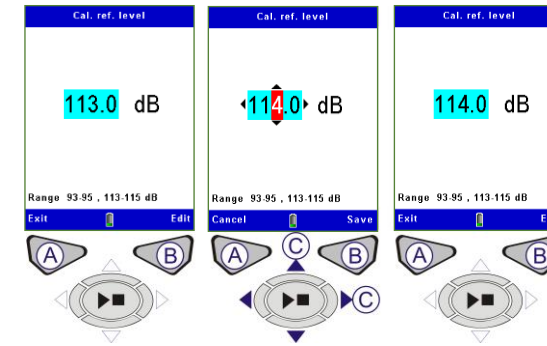 Cal. ref. level
113.0 dB
Range 93-95 , 113-115 dB
Exit Edit
A B
Cal. ref. level
114.0 dB
Range 93-95 , 113-115 dB
Cancel Save
A C B
C
Cal. ref. level
114.0 dB
Range 93-95 , 113-115 dB
Exit E
A B